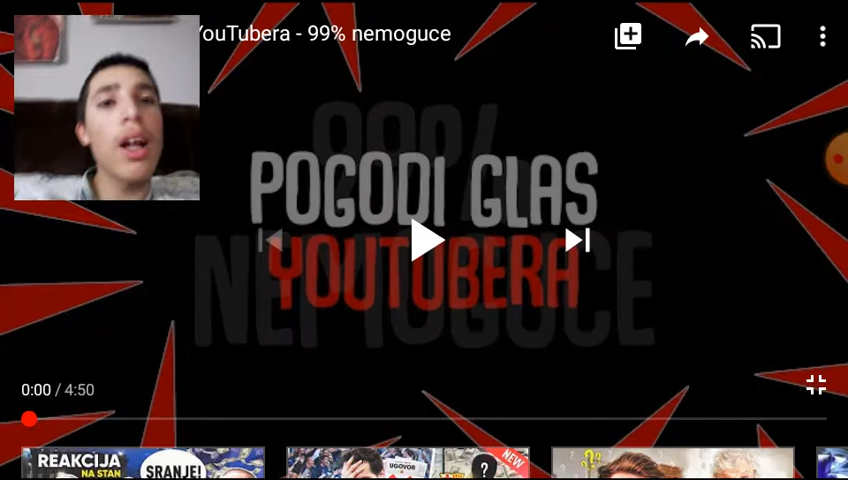 YouTubera - 99% nemoguce
99%
POGODI GLAS
YOUTUBERA
NEMOGUCE
0:00 / 4:50
REAKCIJA
NA STAN
SRANJE!
UGOVOR
NEW